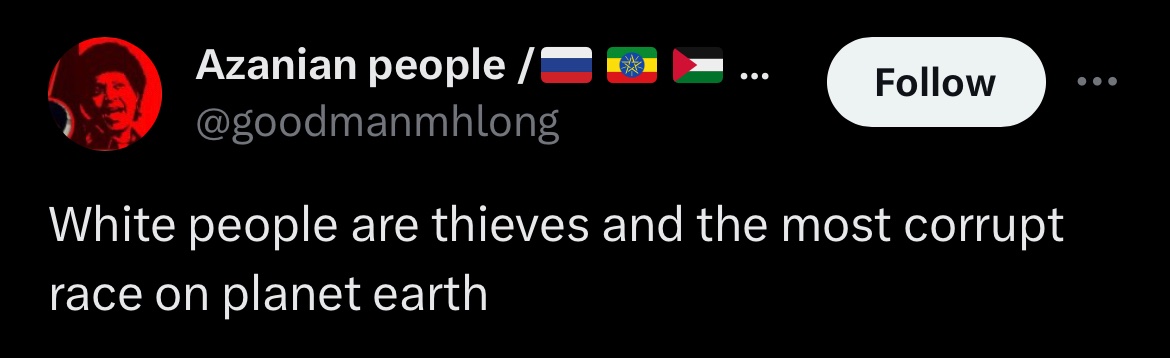 Azanian people /🇷🇺 🇪🇹 🇵🇸 ...
@goodmanmhlong
Follow
White people are thieves and the most corrupt
race on planet earth